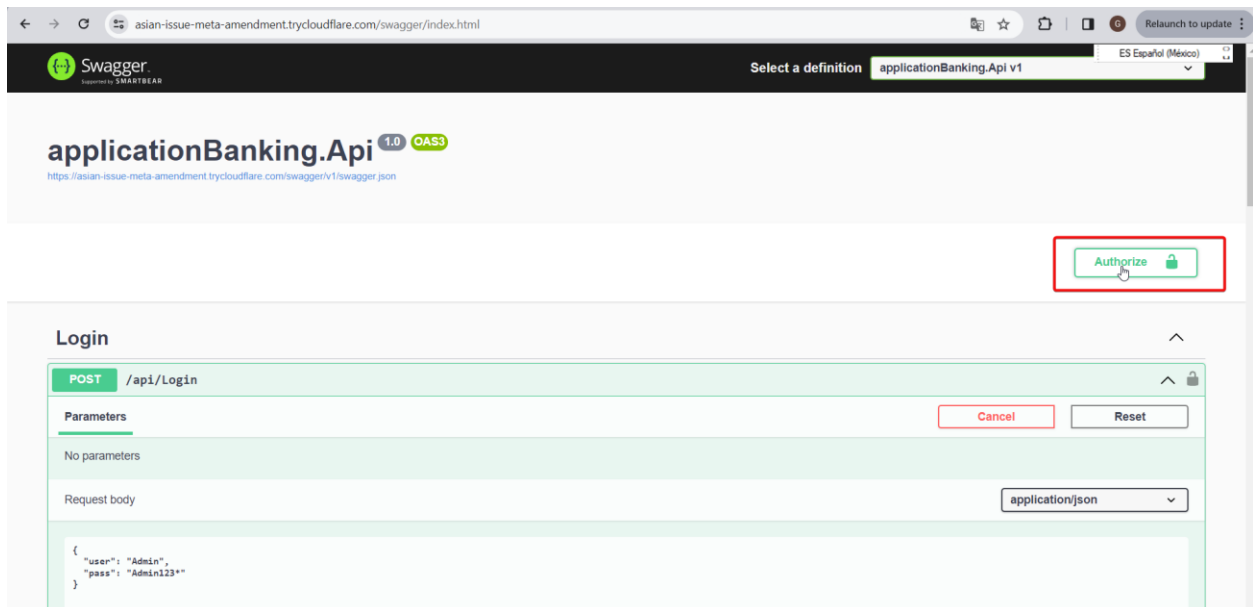 asian-issue-meta-amendment.trycloudflare.com/swagger/index.html
G
Relaunch to update
ES Español (México)
{··} Swagger.
Supported by SMARTBEAR
Select a definition
applicationBanking.Api v1
applicationBanking.Api 1.0 OAS3
https://asian-issue-meta-amendment.trycloudflare.com/swagger/v1/swagger.json
Authorize
Login
POST /api/Login
Parameters
Cancel
Reset
No parameters
Request body
application/json
{
"user": "Admin",
"pass": "Admin123*"
}